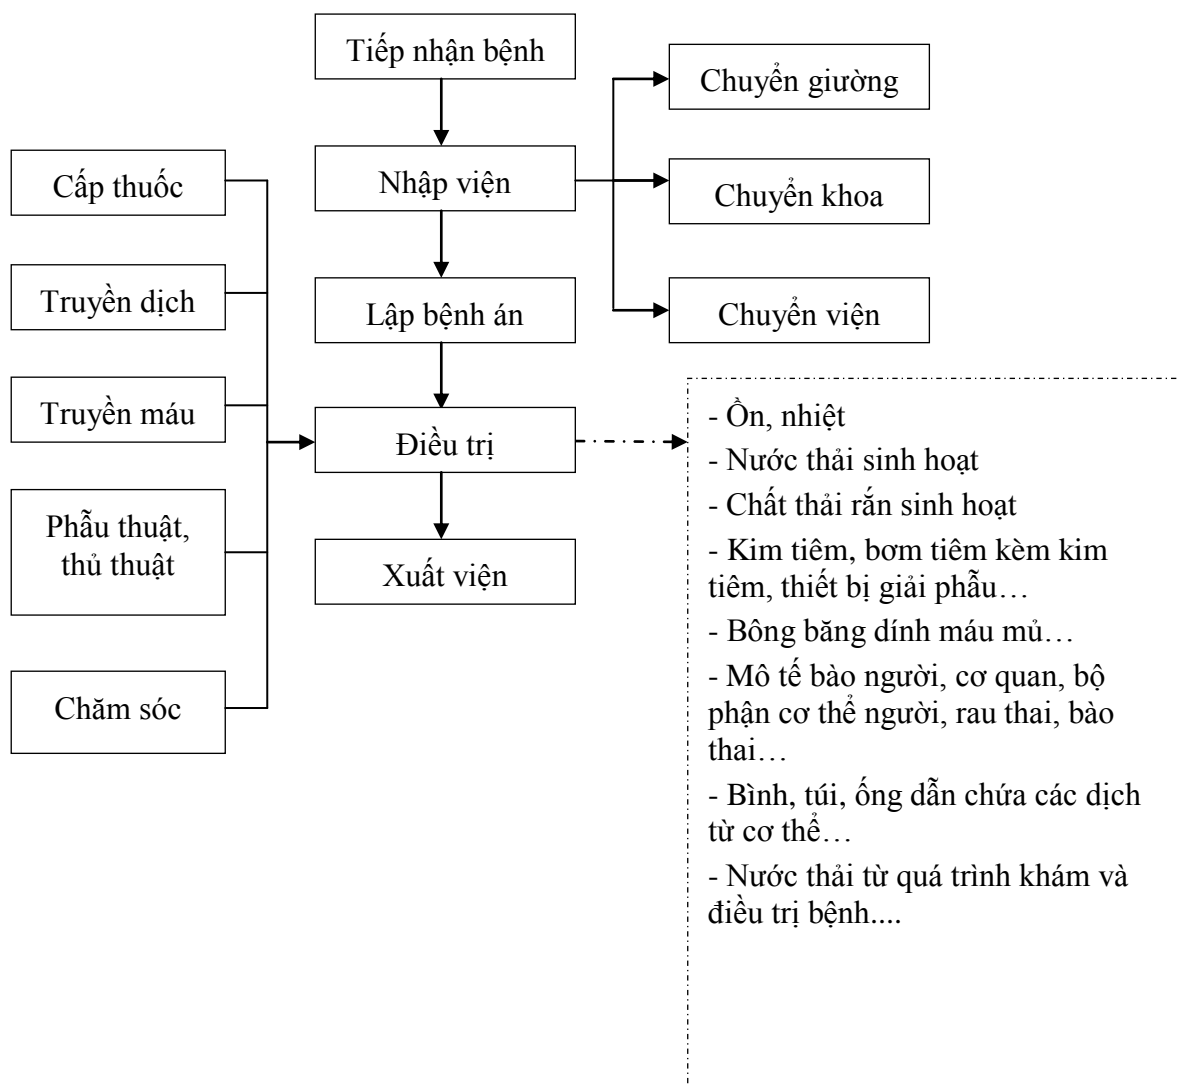 Tiếp nhận bệnh
Chuyển giường
Cấp thuốc
Nhập viện
Chuyển khoa
Truyền dịch
Lập bệnh án
Chuyển viện
Truyền máu
Điều trị
Phẫu thuật,
thủ thuật
Xuất viện
Chăm sóc
- Ồn, nhiệt
- Nước thải sinh hoạt
- Chất thải rắn sinh hoạt
- Kim tiêm, bơm tiêm kèm kim
tiêm, thiết bị giải phẫu…
- Bông băng dính máu mủ…
- Mô tế bào người, cơ quan, bộ
phận cơ thể người, rau thai, bào
thai…
- Bình, túi, ống dẫn chứa các dịch
từ cơ thể…
- Nước thải từ quá trình khám và
điều trị bệnh....